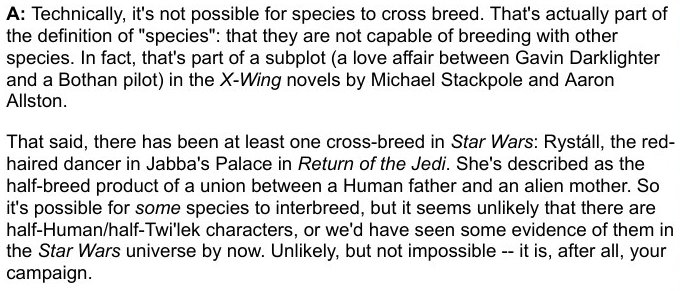 A: Technically, it's not possible for species to cross breed. That's actually part of
the definition of "species": that they are not capable of breeding with other
species. In fact, that's part of a subplot (a love affair between Gavin Darklighter
and a Bothan pilot) in the X-Wing novels by Michael Stackpole and Aaron
Allston.
That said, there has been at least one cross-breed in Star Wars: Rystáll, the red-
haired dancer in Jabba's Palace in Return of the Jedi. She's described as the
half-breed product of a union between a Human father and an alien mother. So
it's possible for some species to interbreed, but it seems unlikely that there are
half-Human/half-Twi'lek characters, or we'd have seen some evidence of them in
the Star Wars universe by now. Unlikely, but not impossible -- it is, after all, your
campaign.